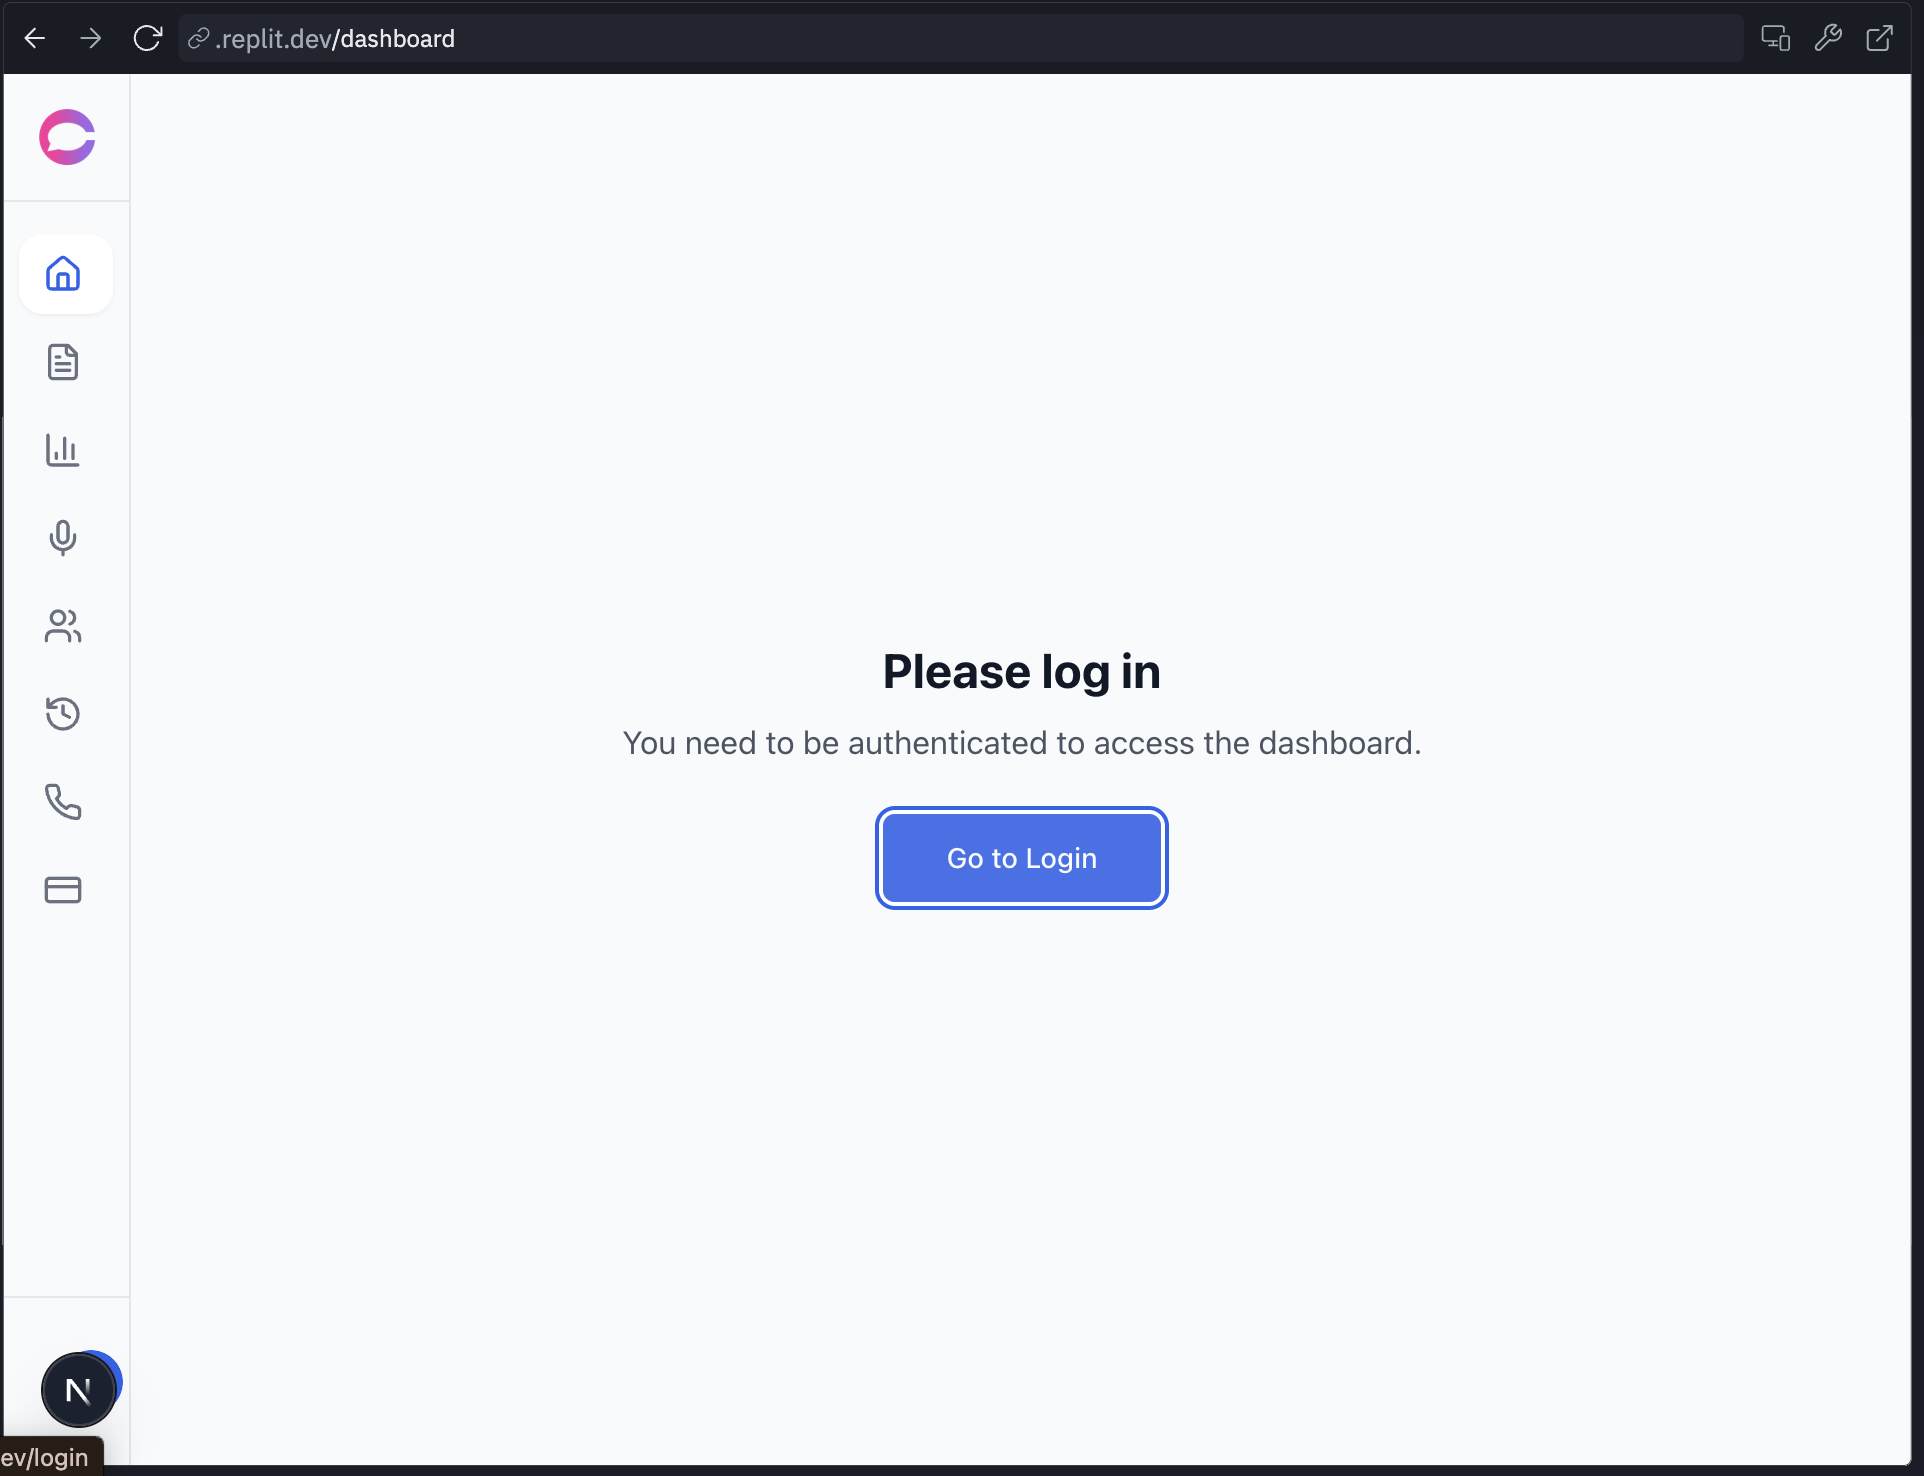 .replit.dev/dashboard
Please log in
You need to be authenticated to access the dashboard.
Go to Login
N
ev/login